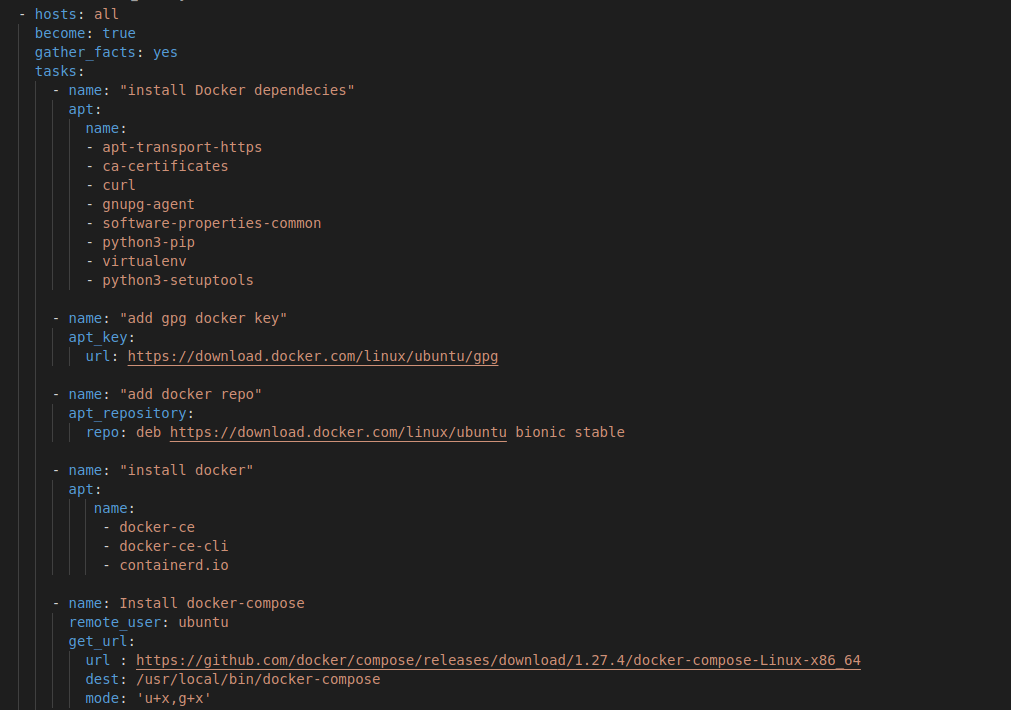 - hosts: all
become: true
gather_facts: yes
tasks:
- name: "install Docker dependecies"
apt:
name:
- apt-transport-https
- ca-certificates
- curl
- gnupg-agent
- software-properties-common
- python3-pip
- virtualenv
- python3-setuptools
- name: "add gpg docker key"
apt_key:
url: https://download.docker.com/linux/ubuntu/gpg
- name: "add docker repo"
apt_repository:
repo: deb https://download.docker.com/linux/ubuntu bionic stable
- name: "install docker"
apt:
name:
- docker-ce
- docker-ce-cli
- containerd.io
- name: Install docker-compose
remote_user: ubuntu
get_url:
url : https://github.com/docker/compose/releases/download/1.27.4/docker-compose-Linux-x86_64
dest: /usr/local/bin/docker-compose
mode: 'u+x,g+x'